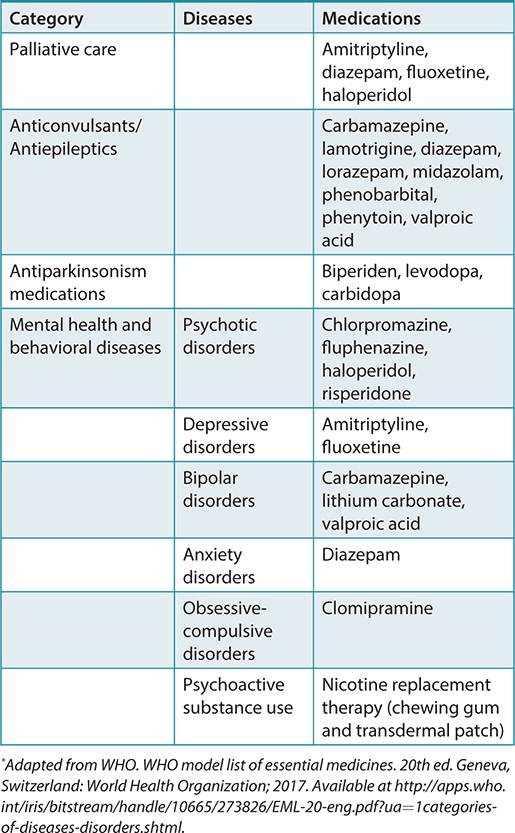 Category Diseases Medications
Palliative care Amitriptyline,
diazepam, fluoxetine,
haloperidol
Anticonvulsants/ Carbamazepine,
Antiepileptics lamotrigine, diazepam,
lorazepam, midazolam,
phenobarbital,
phenytoin, valproic
acid
Antiparkinsonism Biperiden, levodopa,
medications carbidopa
Mental health and Psychotic Chlorpromazine,
behavioral diseases disorders fluphenazine,
haloperidol,
risperidone
Depressive Amitriptyline,
disorders fluoxetine
Bipolar Carbamazepine,
disorders lithium carbonate,
valproic acid
Anxiety Diazepam
disorders
Obsessive- Clomipramine
compulsive
disorders
Psychoactive Nicotine replacement
substance use therapy (chewing gum
and transdermal patch)
*Adapted from WHO. WHO model list of essential medicines. 20th ed. Geneva,
Switzerland: World Health Organization; 2017. Available at http://apps.who.
int/iris/bitstream/handle/10665/273826/EML-20-eng.pdf?ua=1categories-
of-diseases-disorders.shtml.